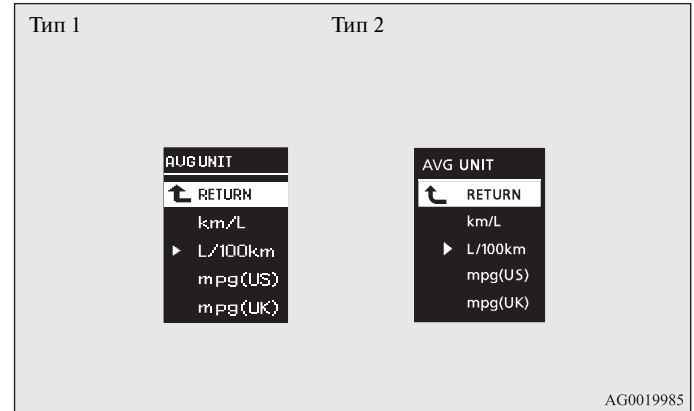 Тип 1
Тип 2
AVG UNIT
RETURN
km/L
L/100km
mpg(US)
mpg(UK)
AVG UNIT
RETURN
km/L
L/100km
mpg(US)
mpg(UK)
AG0019985